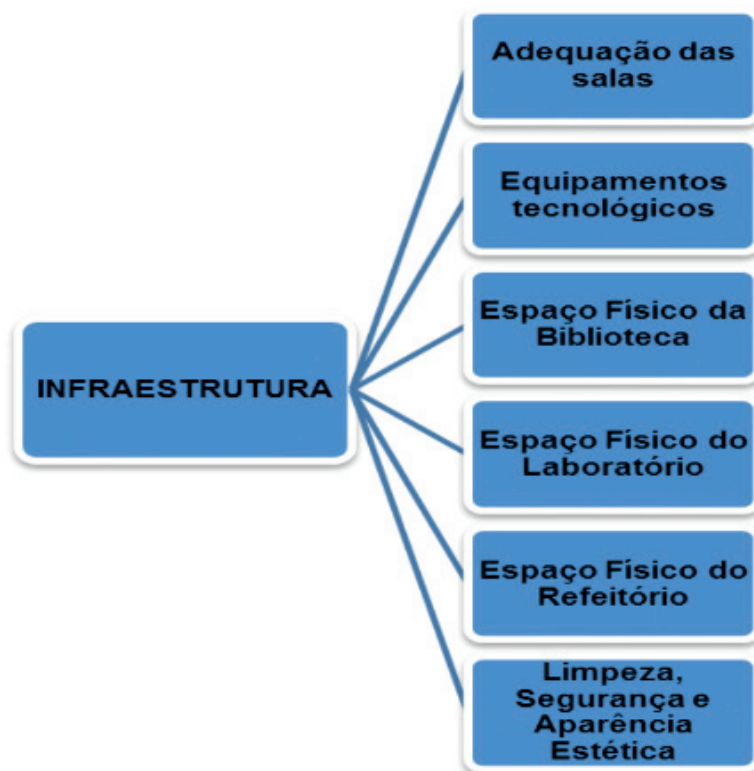 Adequação das
salas
Equipamentos
tecnológicos
Espaço Físico da
Biblioteca
INFRAESTRUTURA
Espaço Físico do
Laboratório
Espaço Físico do
Refeitório
Limpeza,
Segurança e
Aparência
Estética